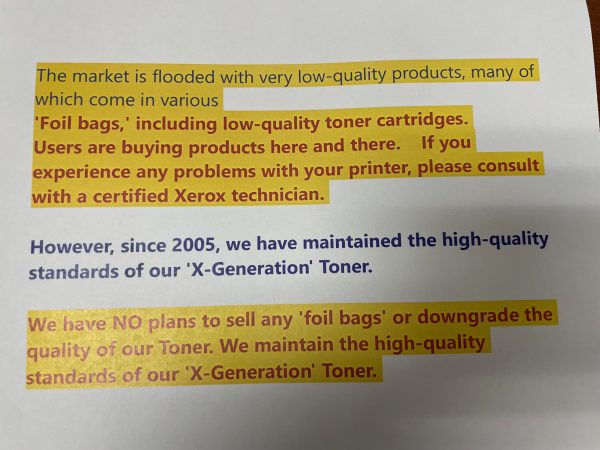 The market is flooded with very low-quality products, many of
which come in various
'Foil bags,' including low-quality toner cartridges.
Users are buying products here and there. If you
experience any problems with your printer, please consult
with a certified Xerox technician.
However, since 2005, we have maintained the high-quality
standards of our 'X-Generation' Toner.
We have NO plans to sell any 'foil bags' or downgrade the
quality of our Toner. We maintain the high-quality
standards of our 'X-Generation' Toner.